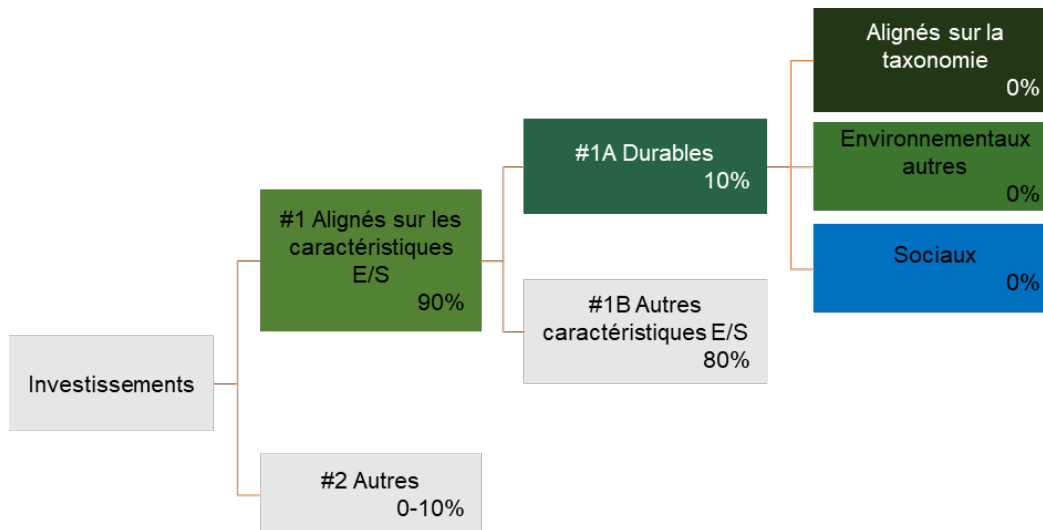 Investissements
#1 Alignés sur les
caractéristiques
E/S
90%
#2 Autres
0-10%
#1A Durables
10%
#1B Autres
caractéristiques E/S
80%
Alignés sur la
taxonomie
0%
Environnementaux
autres
0%
Sociaux
0%